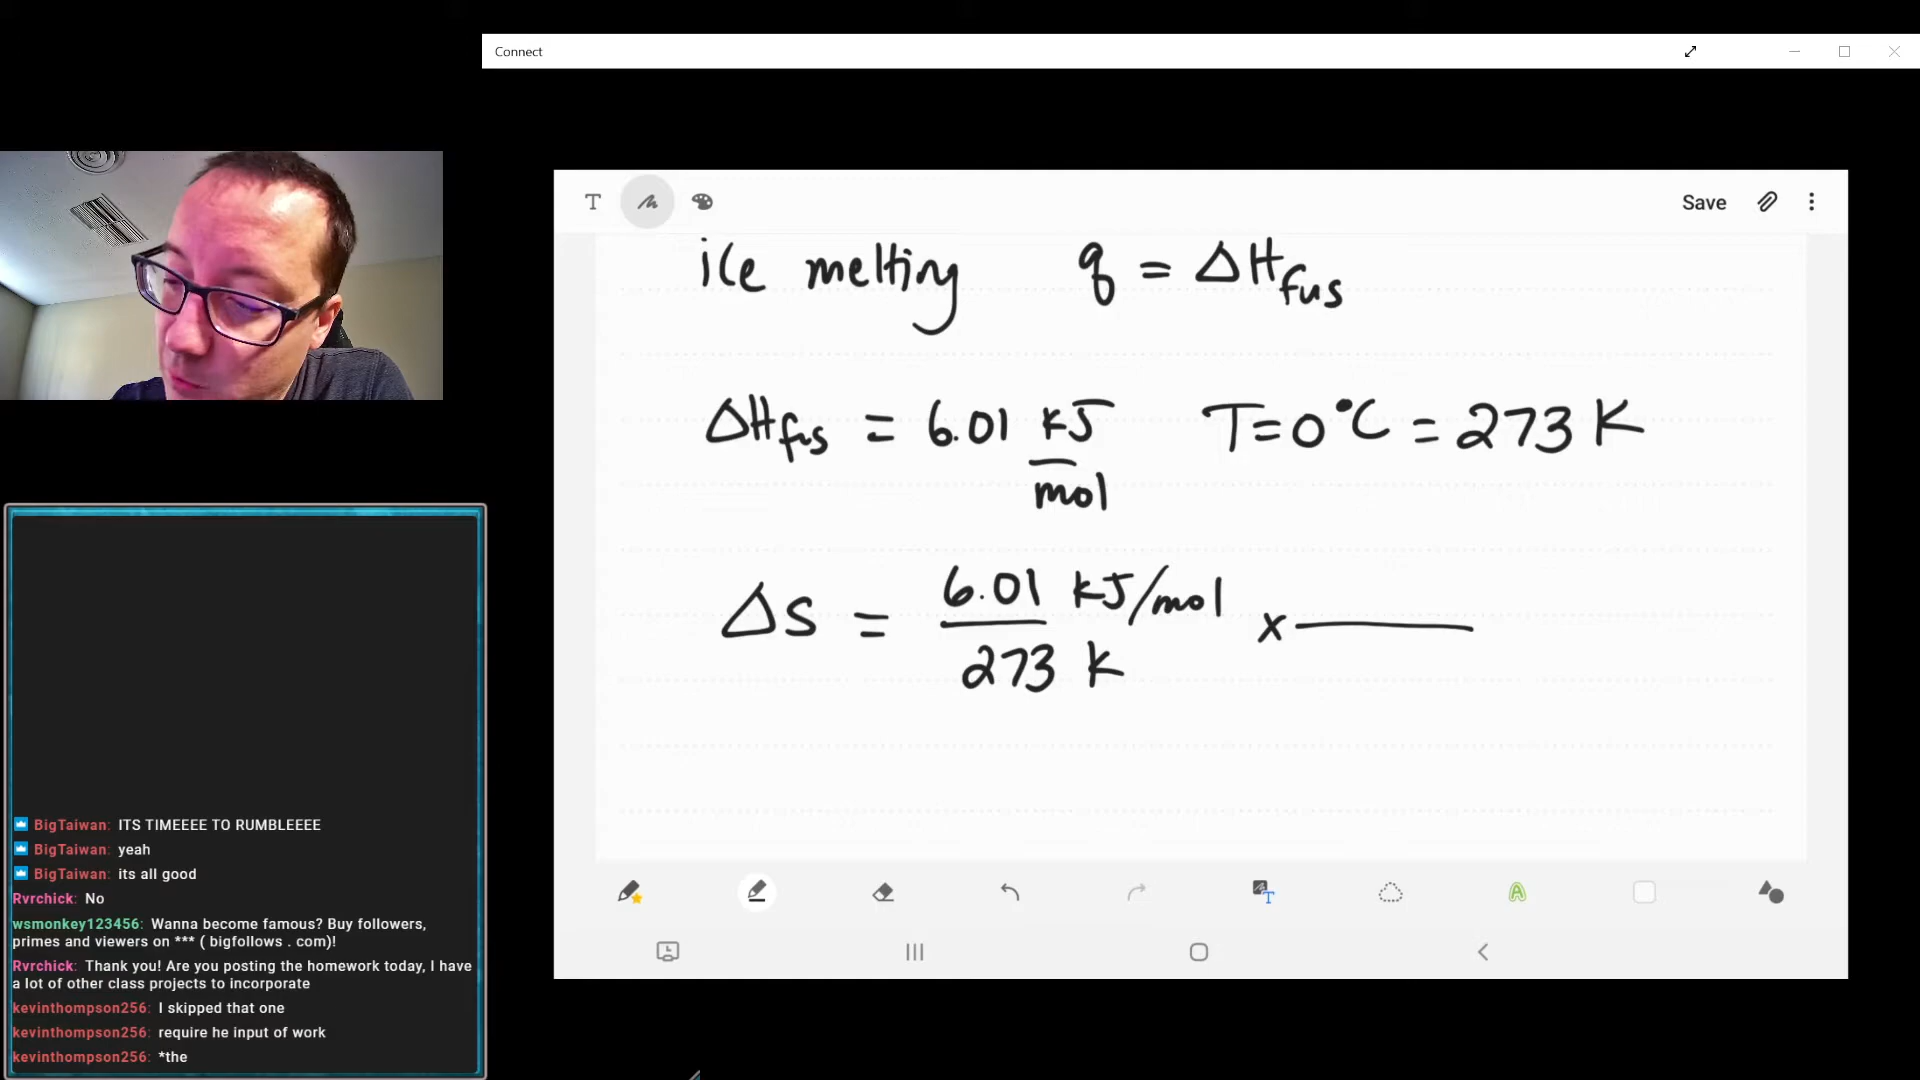 Connect
Save
ice melting q = ΔHfus
ΔHfus = 6.01 kJ/mol T=0°C = 273 K
ΔS = 6.01 kJ/mol / 273 K x
BigTaiwan: ITS TIMEEEE TO RUMBLEEEE
BigTaiwan: yeah
BigTaiwan: its all good
Rvrchick: No
wsmonkey123456: Wanna become famous? Buy followers,
primes and viewers on *** ( bigfollows . com)!
Rvrchick: Thank you! Are you posting the homework today, I have
a lot of other class projects to incorporate
kevinthompson256: I skipped that one
kevinthompson256: require he input of work
kevinthompson256: *the